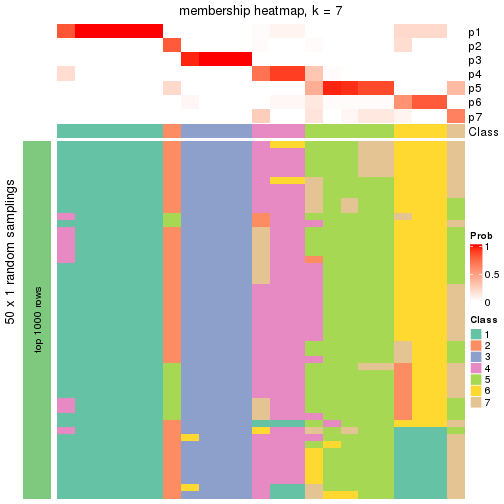 membership heatmap, k = 7
p1
p2
p3
p4
p5
p6
p7
Class
50 x 1 random samplings
top 1000 rows
Prob
1
0.5
0
Class
1
2
3
4
5
6
7